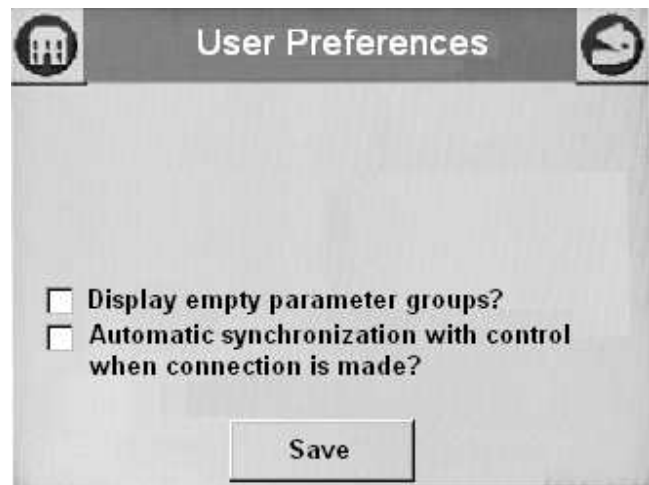 User Preferences
Display empty parameter groups?
Automatic synchronization with control
when connection is made?
Save